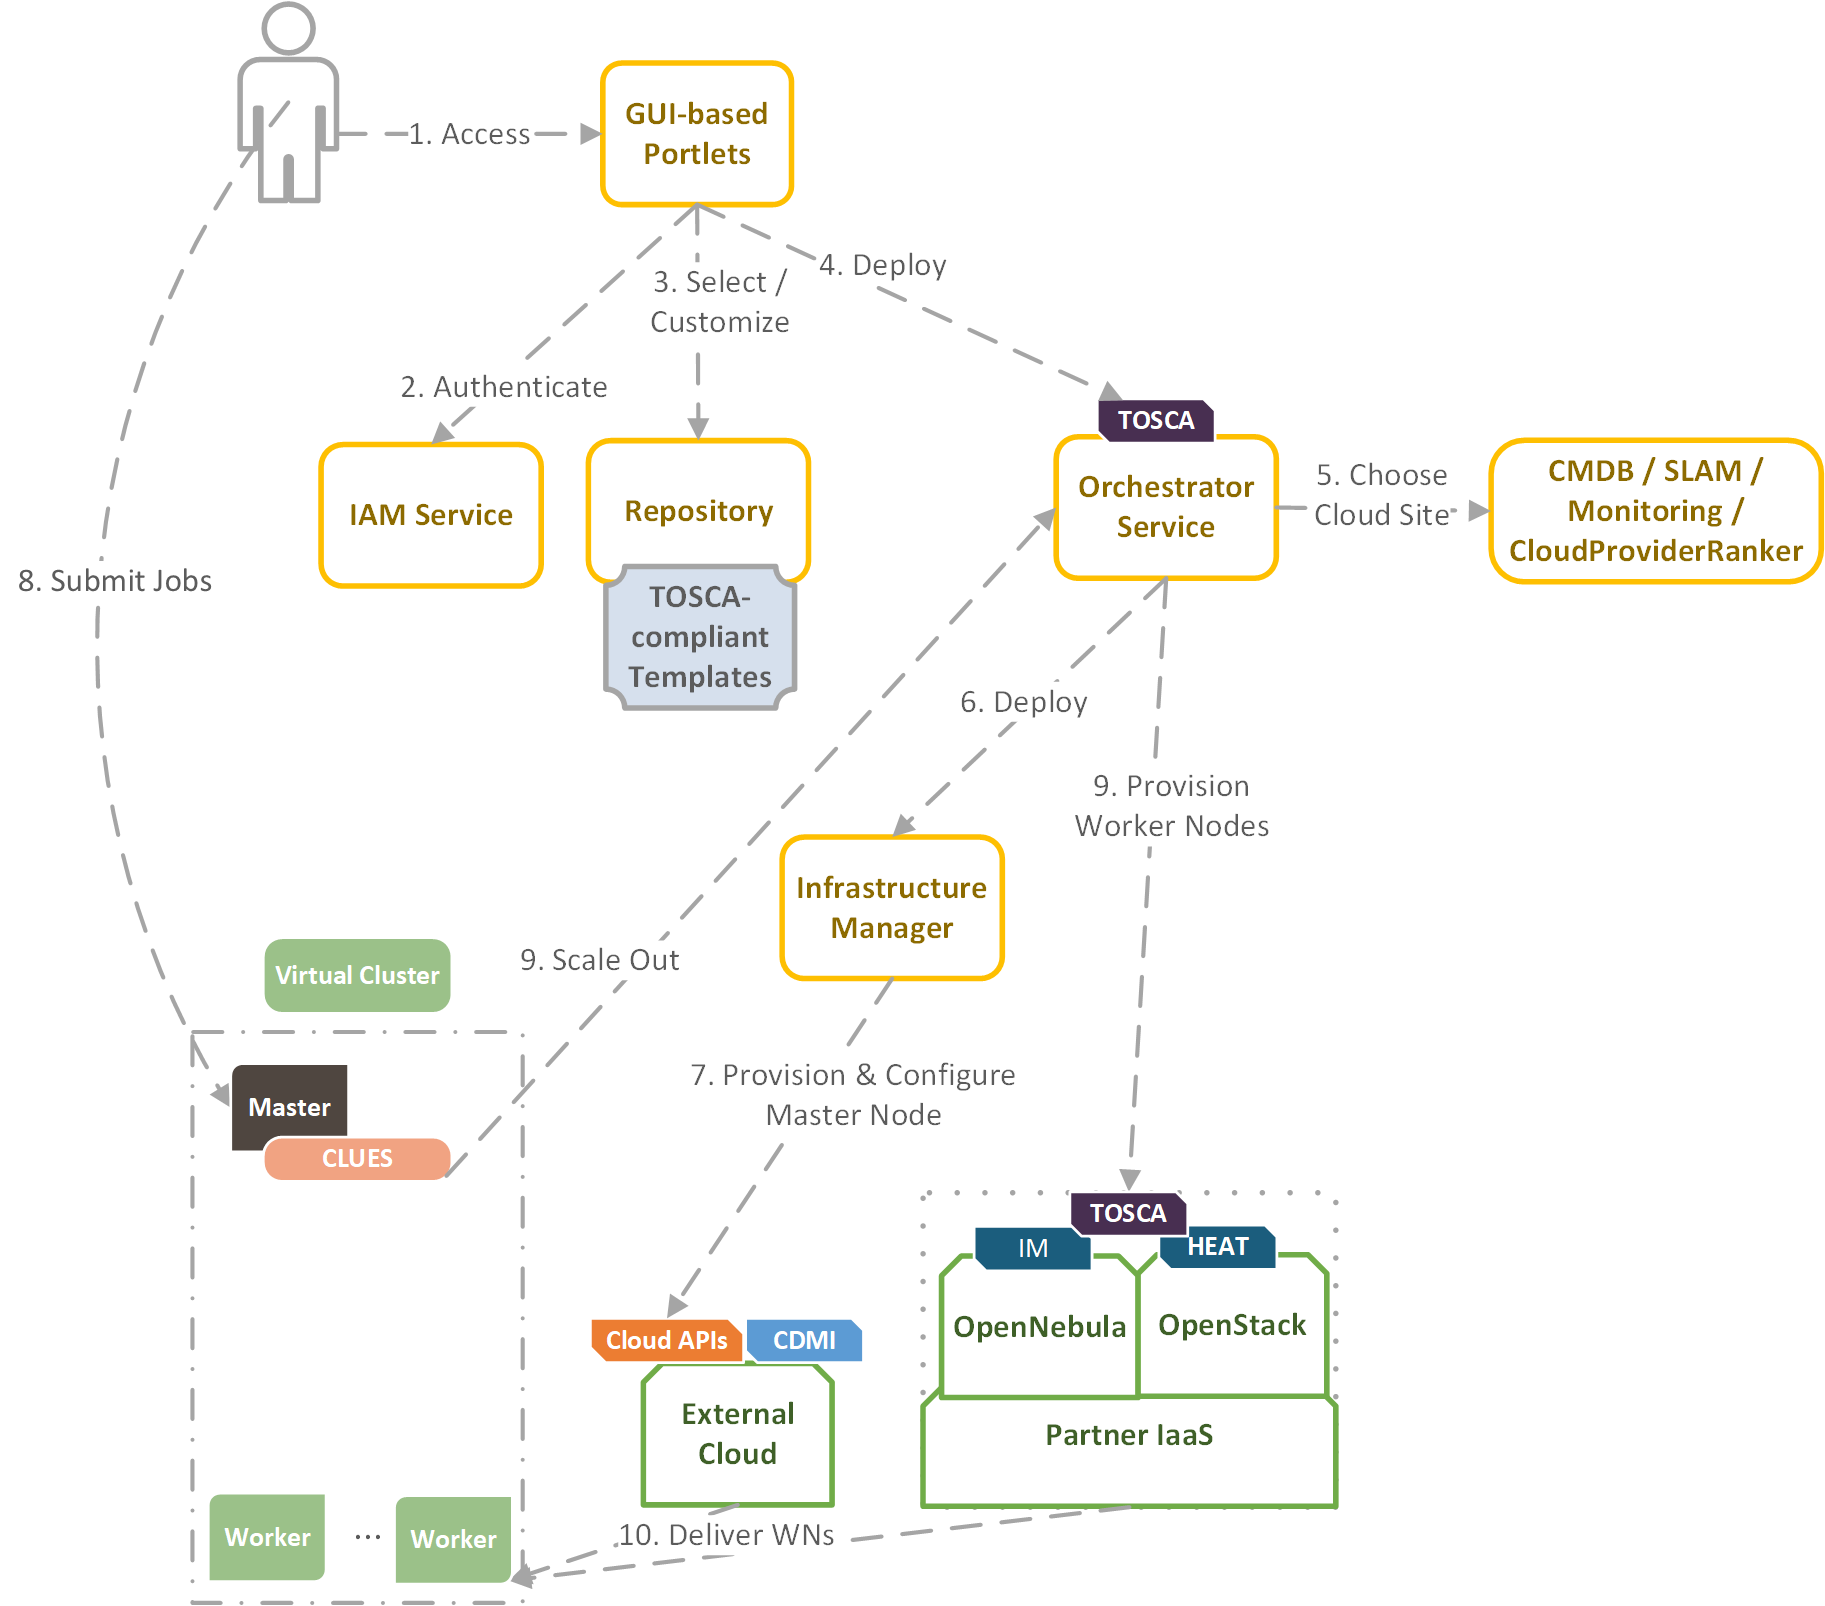 1. Access
GUI-based
Portlets
4. Deploy
3. Select /
Customize
2. Authenticate
TOSCA
IAM Service
Repository
TOSCA-
compliant
Templates
Orchestrator
Service
5. Choose
Cloud Site
CMDB / SLAM /
Monitoring /
CloudProviderRanker
8. Submit Jobs
6. Deploy
9. Provision
Worker Nodes
Infrastructure
Manager
9. Scale Out
Virtual Cluster
Master
CLUES
7. Provision & Configure
Master Node
TOSCA
IM
HEAT
OpenNebula
OpenStack
Partner IaaS
Cloud APIs
CDMI
External
Cloud
10. Deliver WNs
Worker
...
Worker